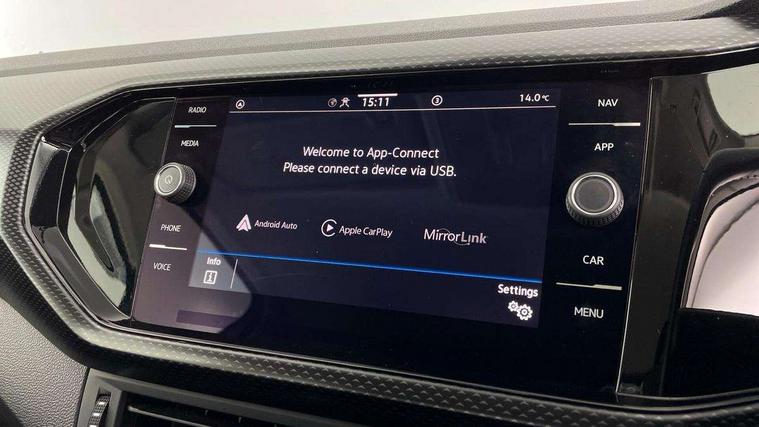 RADIO
MEDIA
PHONE
VOICE
15:11
3
14.0°C
Welcome to App-Connect
Please connect a device via USB.
Android Auto
Apple CarPlay
MirrorLink
Info
Settings
NAV
APP
CAR
MENU